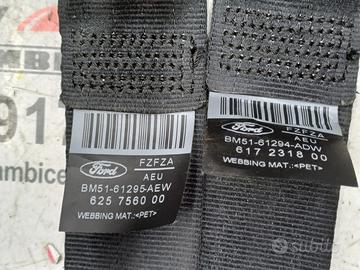 Ford
FZFZA
AEU
BM51-61295-AEW
625 7560 00
WEBBING MAT.:<PET>
Ford
FZFZA
AEU
BM51-61294-ADW
617 2318 00
WEBBING MAT.:<PET>
subito